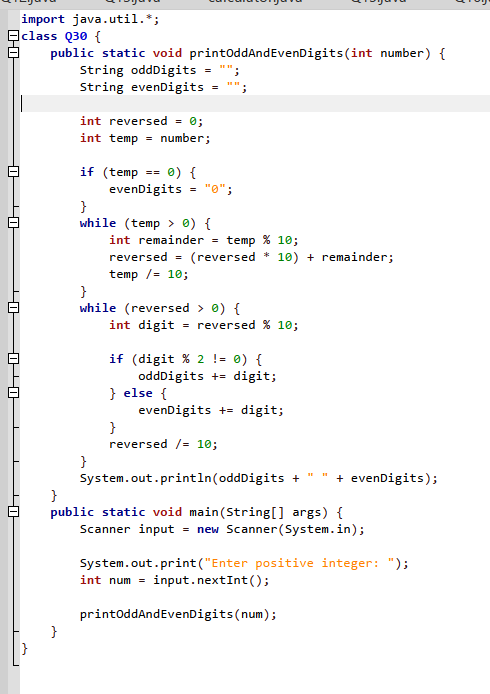 import java.util.*;
class Q30 {
    public static void printOddAndEvenDigits(int number) {
        String oddDigits = "";
        String evenDigits = "";

        int reversed = 0;
        int temp = number;

        if (temp == 0) {
            evenDigits = "0";
        }
        while (temp > 0) {
            int remainder = temp % 10;
            reversed = (reversed * 10) + remainder;
            temp /= 10;
        }
        while (reversed > 0) {
            int digit = reversed % 10;

            if (digit % 2 != 0) {
                oddDigits += digit;
            } else {
                evenDigits += digit;
            }
            reversed /= 10;
        }
        System.out.println(oddDigits + " " + evenDigits);
    }
    public static void main(String[] args) {
        Scanner input = new Scanner(System.in);

        System.out.print("Enter positive integer: ");
        int num = input.nextInt();

        printOddAndEvenDigits(num);
    }
}